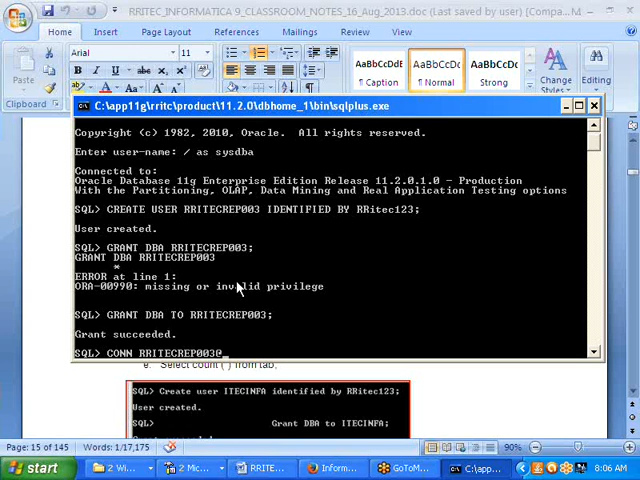 RRITEC_INFORMATICA 9_CLASSROOM_NOTES_16_Aug_2013.doc (Last saved by user) [Compa...
Home Insert Page Layout References Mailings Review View
Paste
Clipboard
Arial 11
AaBbCcDc AaBbCcDc AaBbCcDc
Caption Normal Strong
Change Styles
Editing
C:\app11g\rritc\product\11.2.0\dbhome_1\bin\sqlplus.exe
Copyright (c) 1982, 2010, Oracle. All rights reserved.
Enter user-name: / as sysdba
Connected to:
Oracle Database 11g Enterprise Edition Release 11.2.0.1.0 - Production
With the Partitioning, OLAP, Data Mining and Real Application Testing options
SQL> CREATE USER RRITECREP003 IDENTIFIED BY RRitec123;
User created.
SQL> GRANT DBA RRITECREP003;
GRANT DBA RRITECREP003
*
ERROR at line 1:
ORA-00990: missing or invalid privilege
SQL> GRANT DBA TO RRITECREP003;
Grant succeeded.
SQL> CONN RRITECREP003@_
e. Select count (*) from tab;
SQL> Create user ITECINFA identified by RRitec123;
User created.
SQL> Grant DBA to ITECINFA;
Page: 15 of 145 Words: 1/17,175 90%
start 2 Wi... 2 Mic... RRITE... Inform... GoToM... C:\app... 8:06 AM